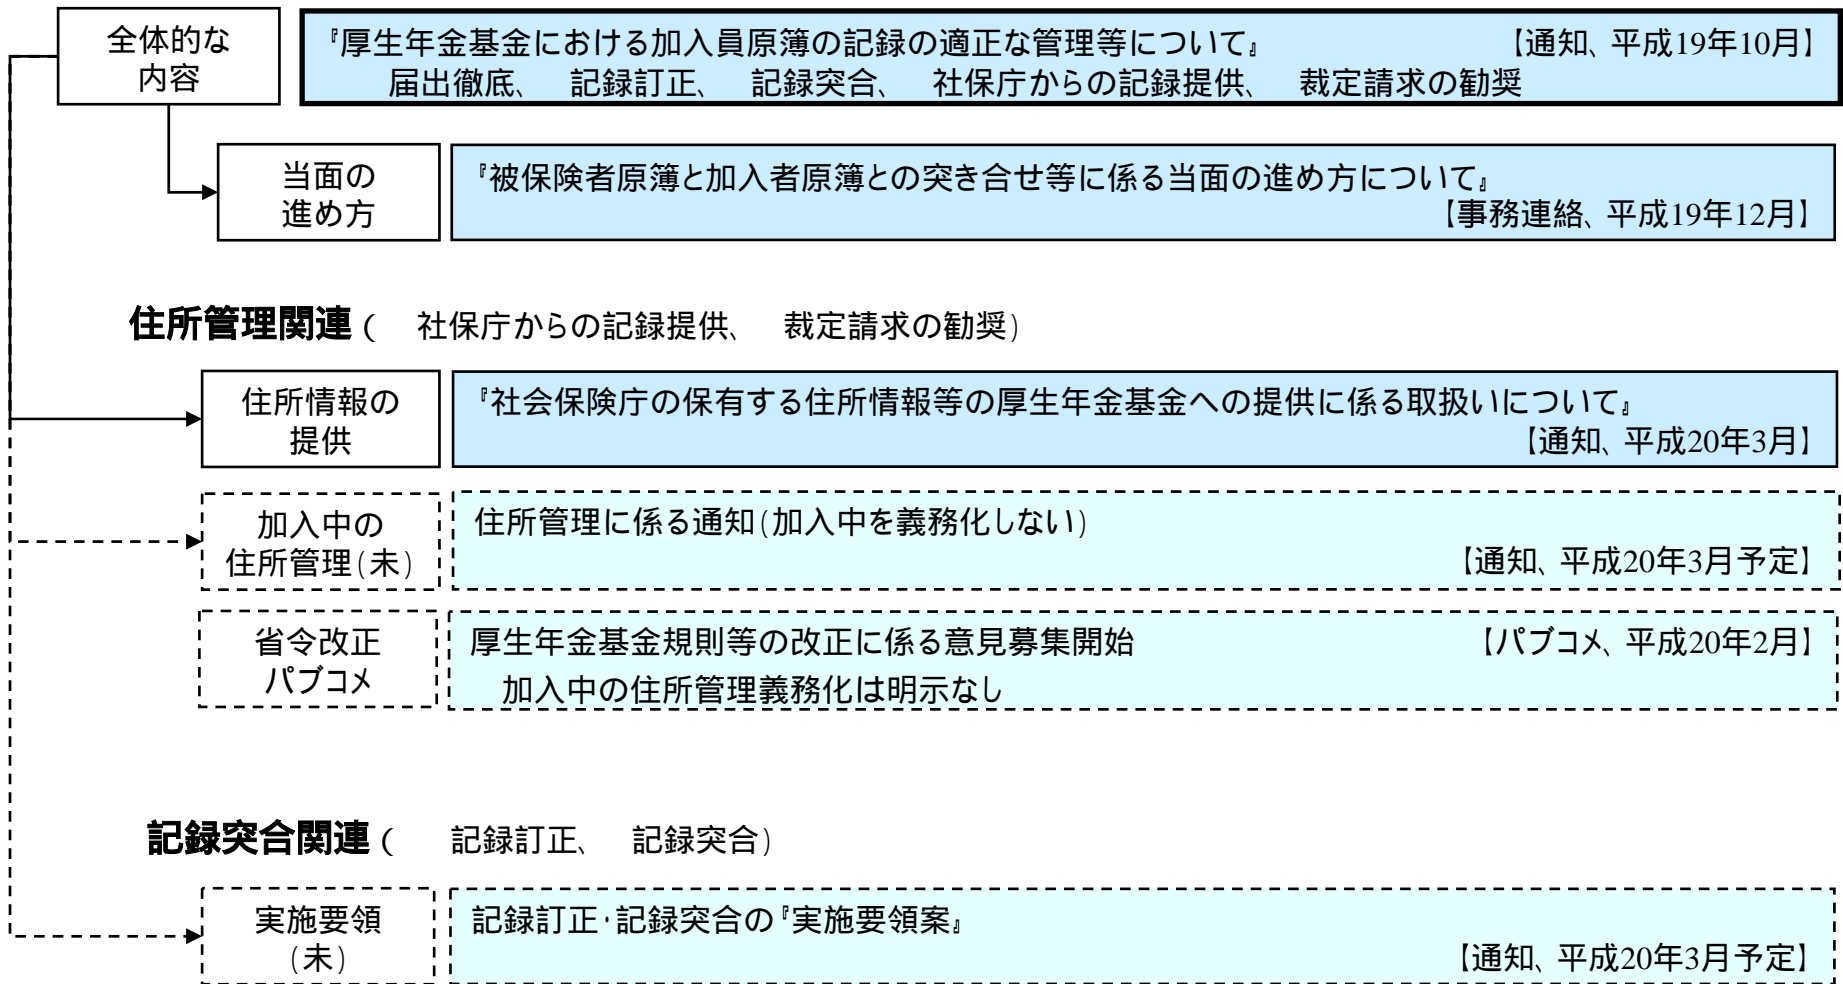 全体的な
内容
『厚生年金基金における加入員原簿の記録の適正な管理等について』 【通知、平成19年10月】
届出徹底、 記録訂正、 記録突合、 社保庁からの記録提供、 裁定請求の勧奨
当面の
進め方
『被保険者原簿と加入者原簿との突き合せ等に係る当面の進め方について』
【事務連絡、平成19年12月】
住所管理関連( 社保庁からの記録提供、 裁定請求の勧奨)
住所情報の
提供
『社会保険庁の保有する住所情報等の厚生年金基金への提供に係る取扱いについて』
【通知、平成20年3月】
加入中の
住所管理(未)
住所管理に係る通知(加入中を義務化しない)
【通知、平成20年3月予定】
省令改正
パブコメ
厚生年金基金規則等の改正に係る意見募集開始 【パブコメ、平成20年2月】
加入中の住所管理義務化は明示なし
記録突合関連( 記録訂正、 記録突合)
実施要領
(未)
記録訂正・記録突合の『実施要領案』
【通知、平成20年3月予定】